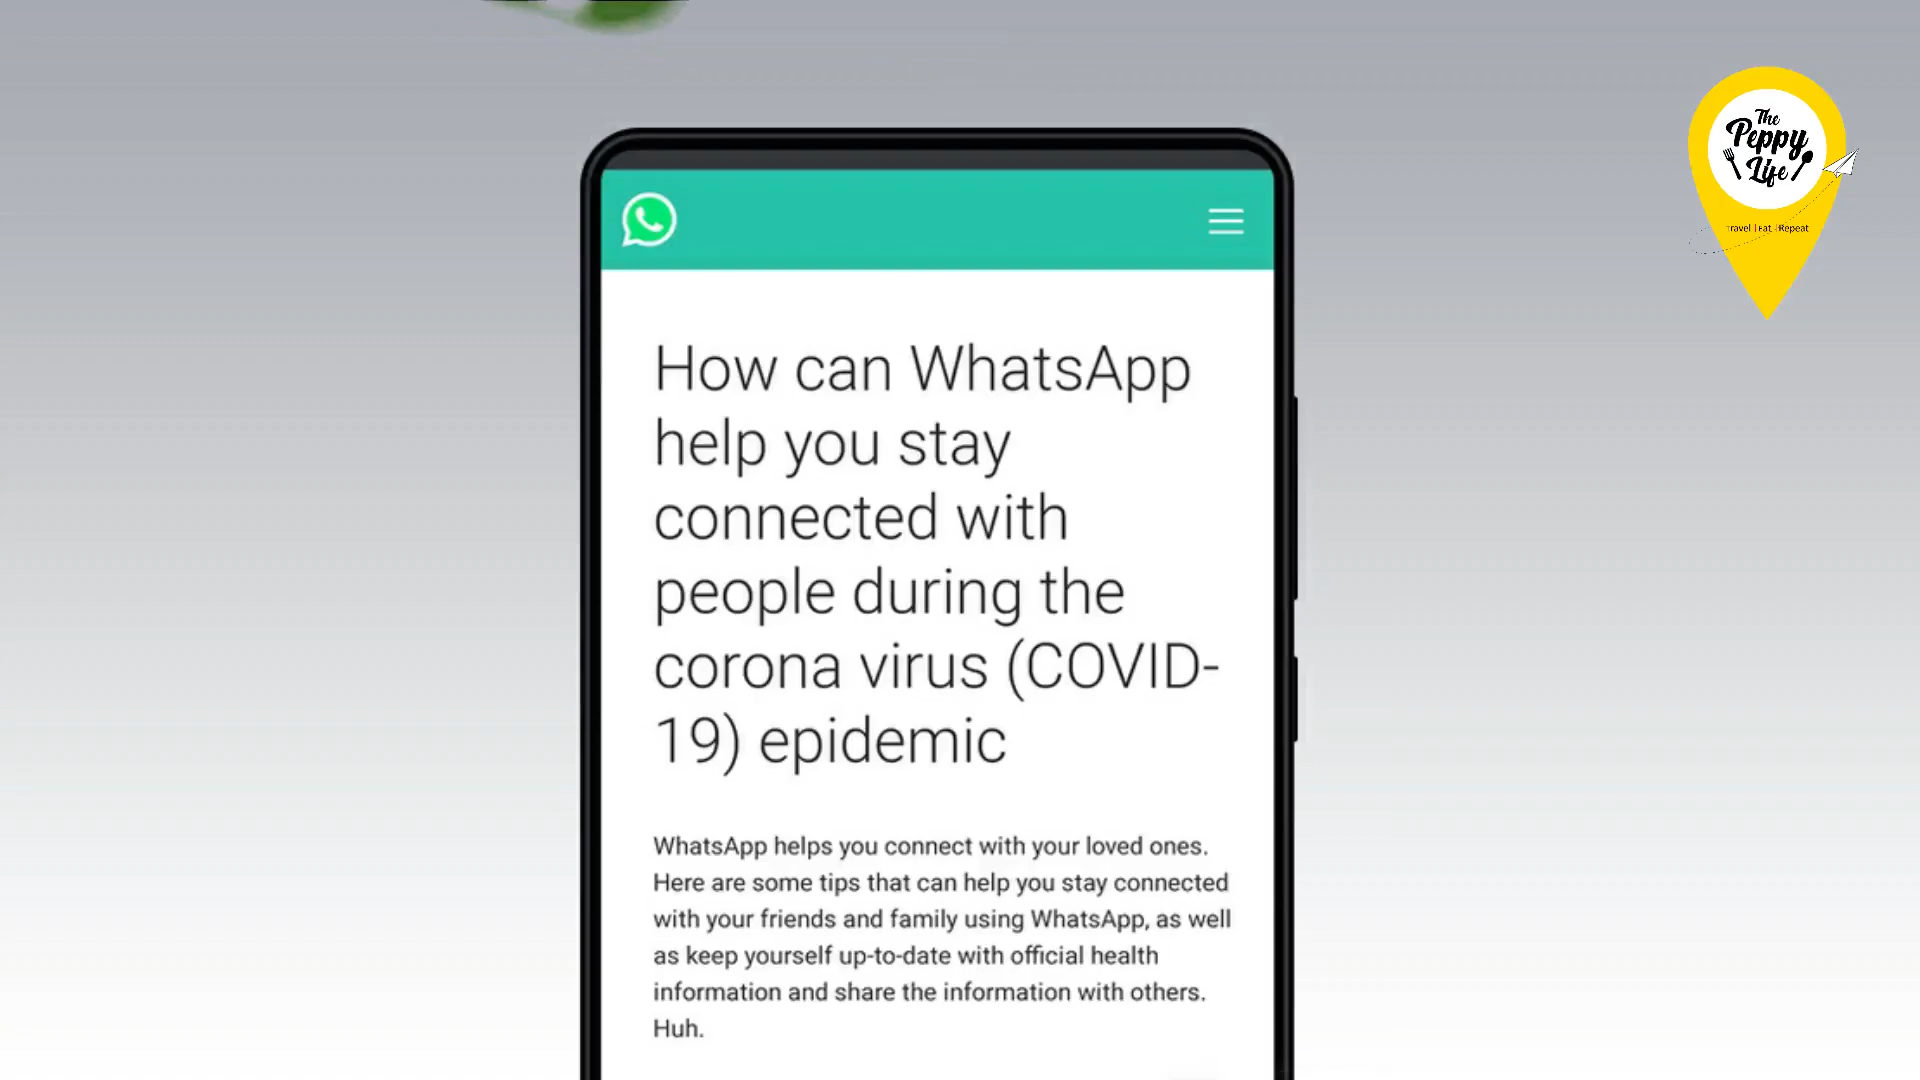 The
Peppy
Life
Travel | Eat | Repeat
How can WhatsApp
help you stay
connected with
people during the
corona virus (COVID-
19) epidemic
WhatsApp helps you connect with your loved ones.
Here are some tips that can help you stay connected
with your friends and family using WhatsApp, as well
as keep yourself up-to-date with official health
information and share the information with others.
Huh.